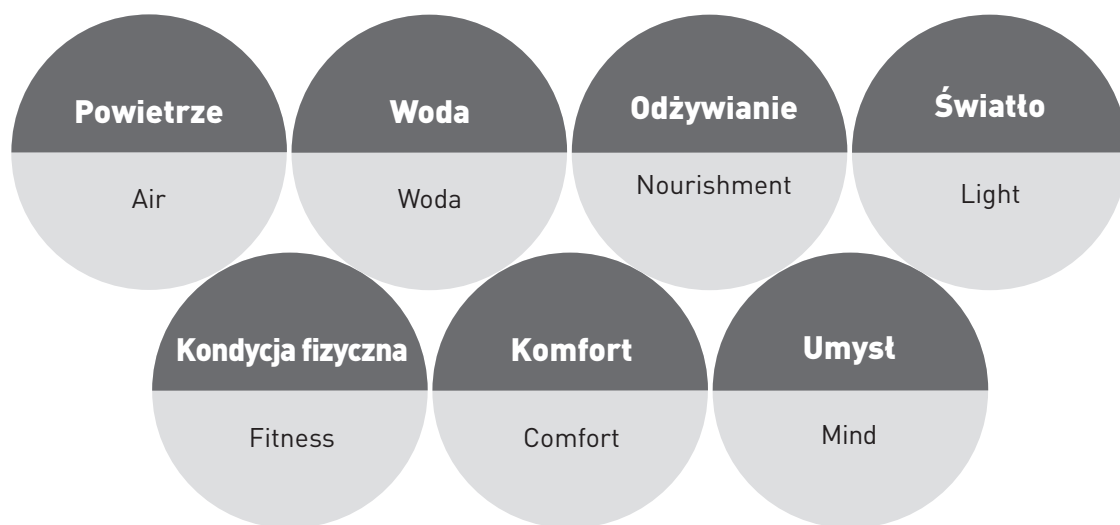 Powietrze
Air
Woda
Woda
Odżywianie
Nourishment
Światło
Light
Kondycja fizyczna
Fitness
Komfort
Comfort
Umysł
Mind